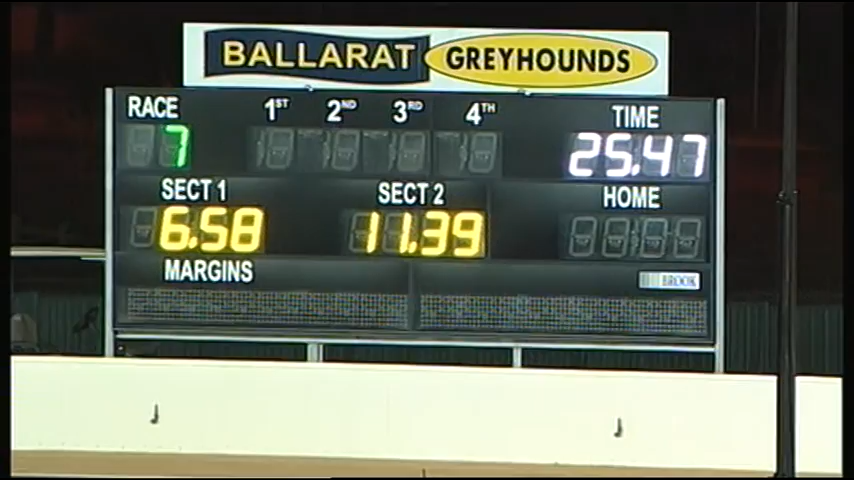 BALLARAT GREYHOUNDS
RACE 1ST 2ND 3RD 4TH TIME
7 25.47
SECT 1 SECT 2 HOME
6.58 11.39
MARGINS BROOK